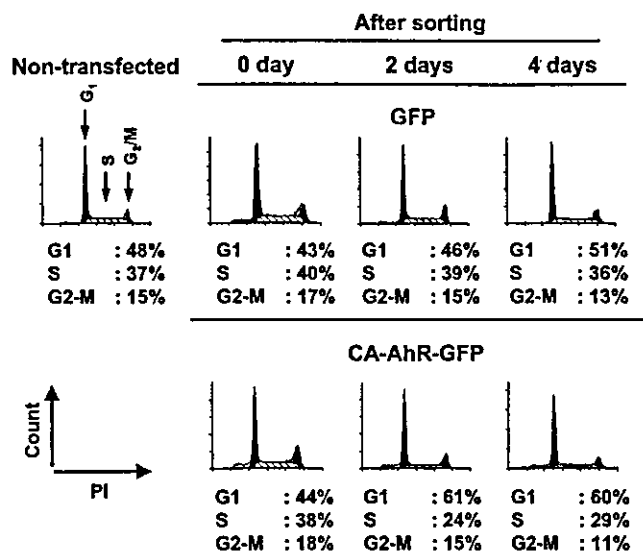 After sorting
Non-transfected
0 day 2 days 4 days
GFP
G₁
S
G₂/M
G1 : 48%
S : 37%
G2-M : 15%
G1 : 43%
S : 40%
G2-M : 17%
G1 : 46%
S : 39%
G2-M : 15%
G1 : 51%
S : 36%
G2-M : 13%
CA-AhR-GFP
Count
PI
G1 : 44%
S : 38%
G2-M : 18%
G1 : 61%
S : 24%
G2-M : 15%
G1 : 60%
S : 29%
G2-M : 11%